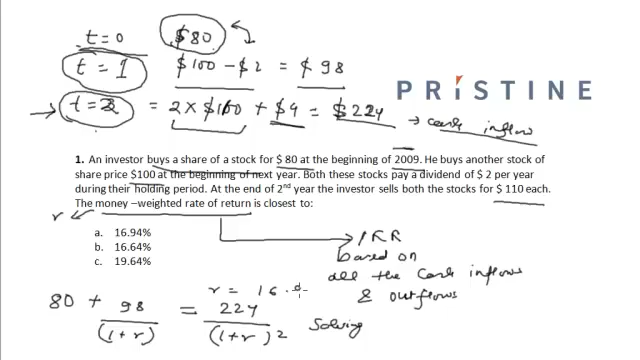 t=0 $80
t=1 $100 - $2 = $98
t=2 = 2 x $110 + $4 = $224 → cash inflow
PRiSTINE
1. An investor buys a share of a stock for $ 80 at the beginning of 2009. He buys another stock of
share price $100 at the beginning of next year. Both these stocks pay a dividend of $ 2 per year
during their holding period. At the end of 2nd year the investor sells both the stocks for $ 110 each.
The money –weighted rate of return is closest to:
r
a. 16.94%
b. 16.64%
c. 19.64%
IRR
based on
all the cash inflows
& outflows
r = 16.
80 + 98/(1+r) = 224/(1+r)2 Solving